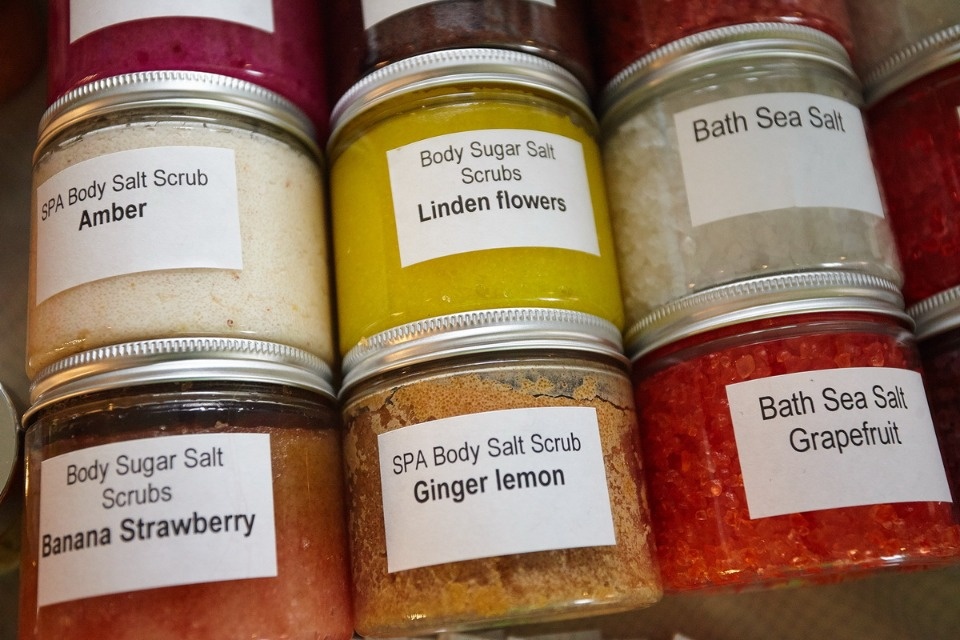 SPA Body Salt Scrub
Amber
Body Sugar Salt
Scrubs
Linden flowers
Bath Sea Salt
Body Sugar Salt
Scrubs
Banana Strawberry
SPA Body Salt Scrub
Ginger lemon
Bath Sea Salt
Grapefruit